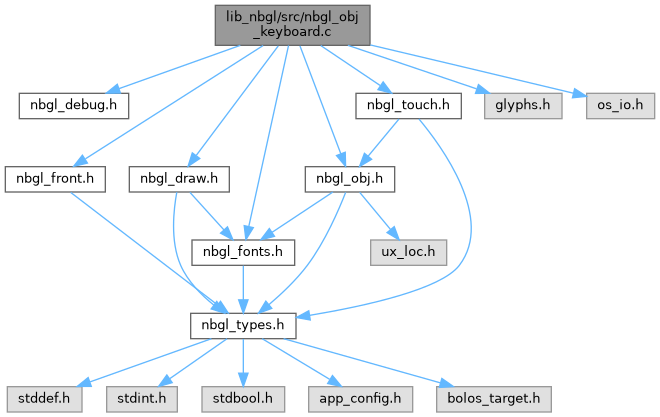 lib_nbgl/src/nbgl_obj
_keyboard.c
nbgl_debug.h
nbgl_touch.h
glyphs.h
os_io.h
nbgl_front.h
nbgl_draw.h
nbgl_obj.h
nbgl_fonts.h
ux_loc.h
nbgl_types.h
stddef.h
stdint.h
stdbool.h
app_config.h
bolos_target.h